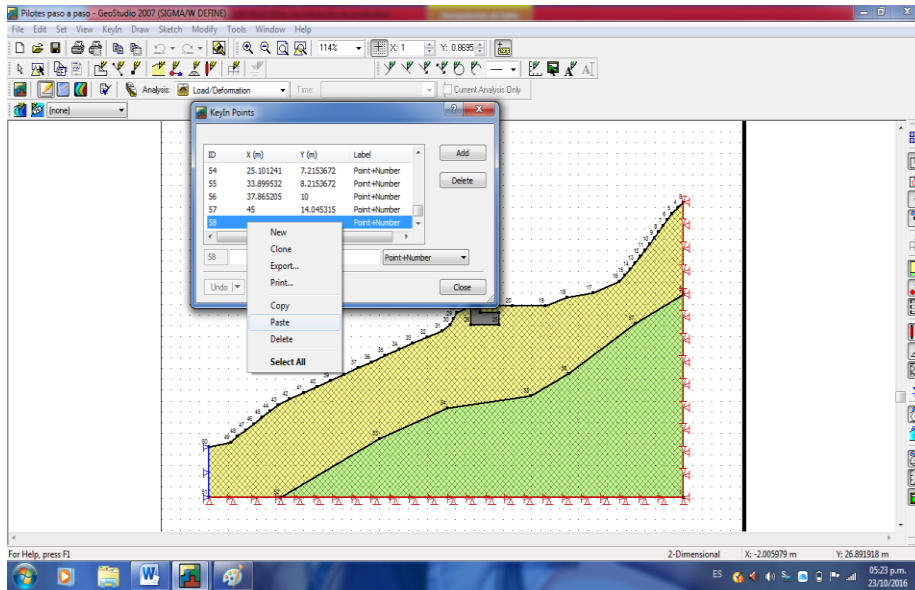 Pilotes paso a paso - GeoStudio 2007 (SIGMA/W DEFINE)
File Edit Set View KeyIn Draw Sketch Modify Tools Window Help
114% X: 1 Y: 0.8695
Analysis: Load/Deformation Time: Current Analysis Only
(none)
KeyIn Points
ID X (m) Y (m) Label
54 25.101241 7.2153672 Point+Number
55 33.899532 8.2153672 Point+Number
56 37.865205 10 Point+Number
57 45 14.045315 Point+Number
58 Point+Number
Add
Delete
58 Point+Number
Undo Close
New
Clone
Export...
Print...
Copy
Paste
Delete
Select All
For Help, press F1 2-Dimensional X: -2.005979 m Y: 26.891918 m
ES 05:23 p.m.
23/10/2016